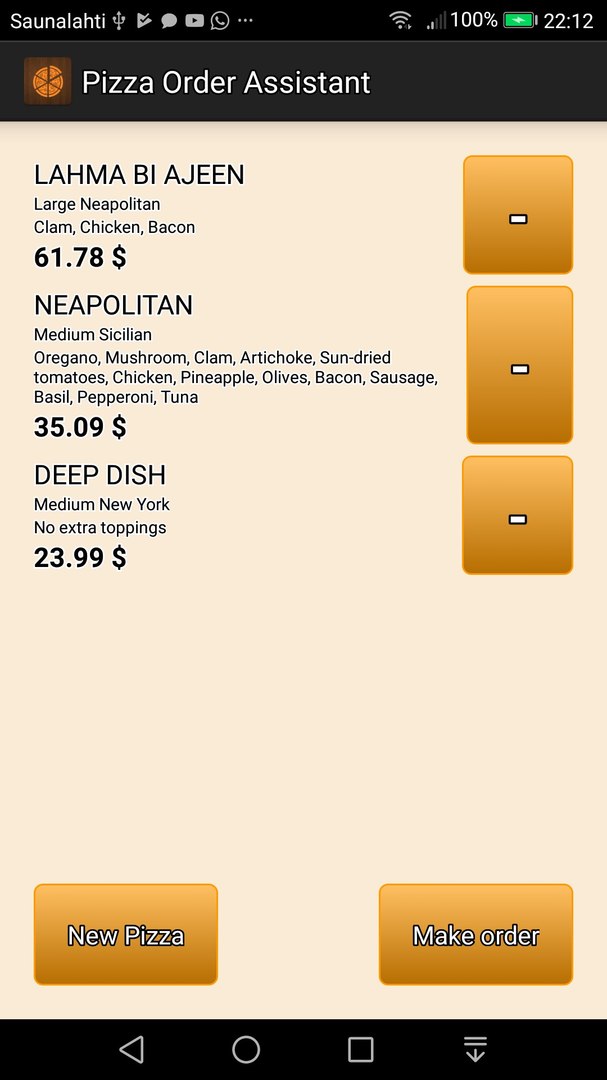 Saunalahti ... 100% 22:12
Pizza Order Assistant
LAHMA BI AJEEN
Large Neapolitan
Clam, Chicken, Bacon
61.78 $
-
NEAPOLITAN
Medium Sicilian
Oregano, Mushroom, Clam, Artichoke, Sun-dried
tomatoes, Chicken, Pineapple, Olives, Bacon, Sausage,
Basil, Pepperoni, Tuna
35.09 $
-
DEEP DISH
Medium New York
No extra toppings
23.99 $
-
New Pizza
Make order